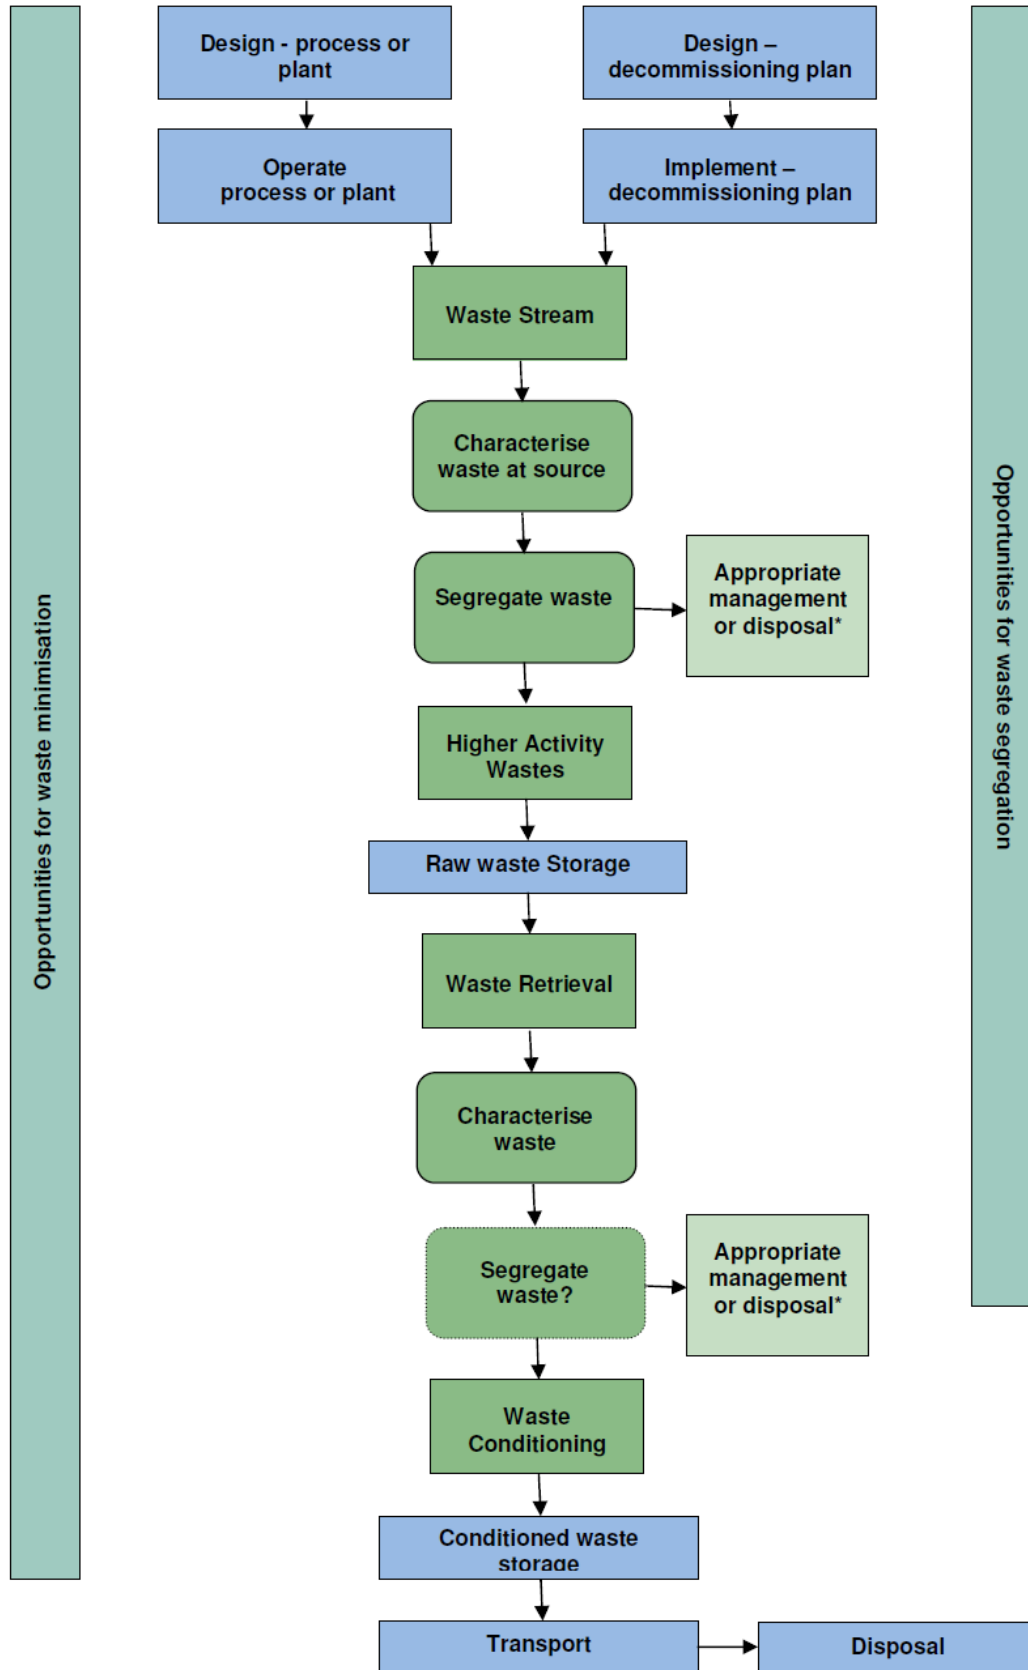 Design - process or
plant
Design –
decommissioning plan
Operate
process or plant
Implement –
decommissioning plan
Waste Stream
Characterise
waste at source
Segregate waste
Appropriate
management
or disposal*
Higher Activity
Wastes
Raw waste Storage
Waste Retrieval
Characterise
waste
Segregate
waste?
Appropriate
management
or disposal*
Waste
Conditioning
Conditioned waste
storage
Transport
Disposal
Opportunities for waste minimisation
Opportunities for waste segregation